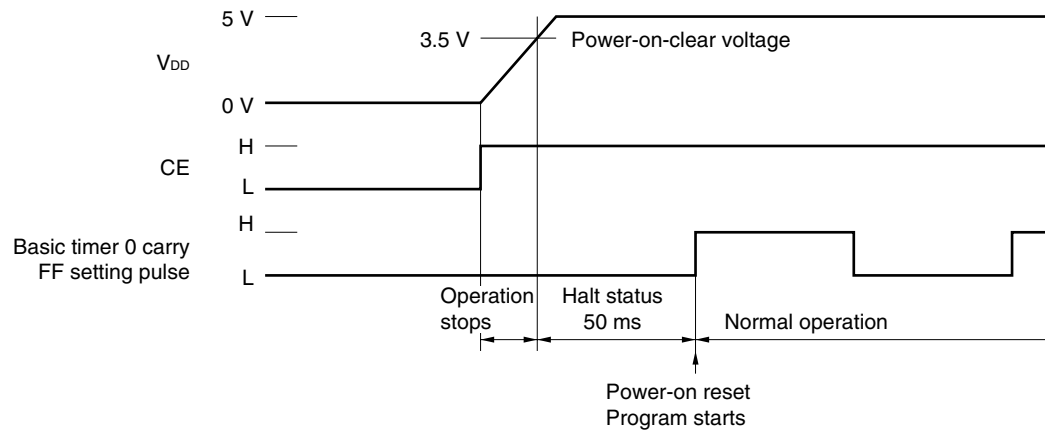 5 V
3.5 V
Power-on-clear voltage
VDD
0 V
H
CE
L
H
Basic timer 0 carry
FF setting pulse
L
Operation
stops
Halt status
50 ms
Normal operation
Power-on reset
Program starts